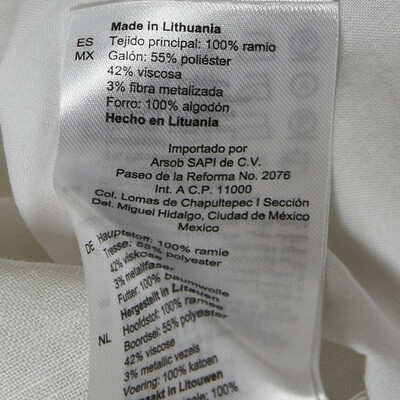 Made in Lithuania
ES Tejido principal: 100% ramio
MX Galón: 55% poliéster
42% viscosa
3% fibra metalizada
Forro: 100% algodón
Hecho en Lituania
Importado por
Arsob SAPI de C.V.
Paseo de la Reforma No. 2076
Int. A C.P. 11000
Col. Lomas de Chapultepec I Sección
Del. Miguel Hidalgo, Ciudad de México
Mexico
DE Hauptstoff: 100% ramie
Tresse: 55% polyester
42% viskose
3% metallfaser
Futter: 100% baumwolle
Hergestellt in Litauen
NL Hoofdstof: 100% ramee
Boordsel: 55% polyester
42% viscose
3% metallic vezels
Voering: 100% katoen
in Litouwen
100%